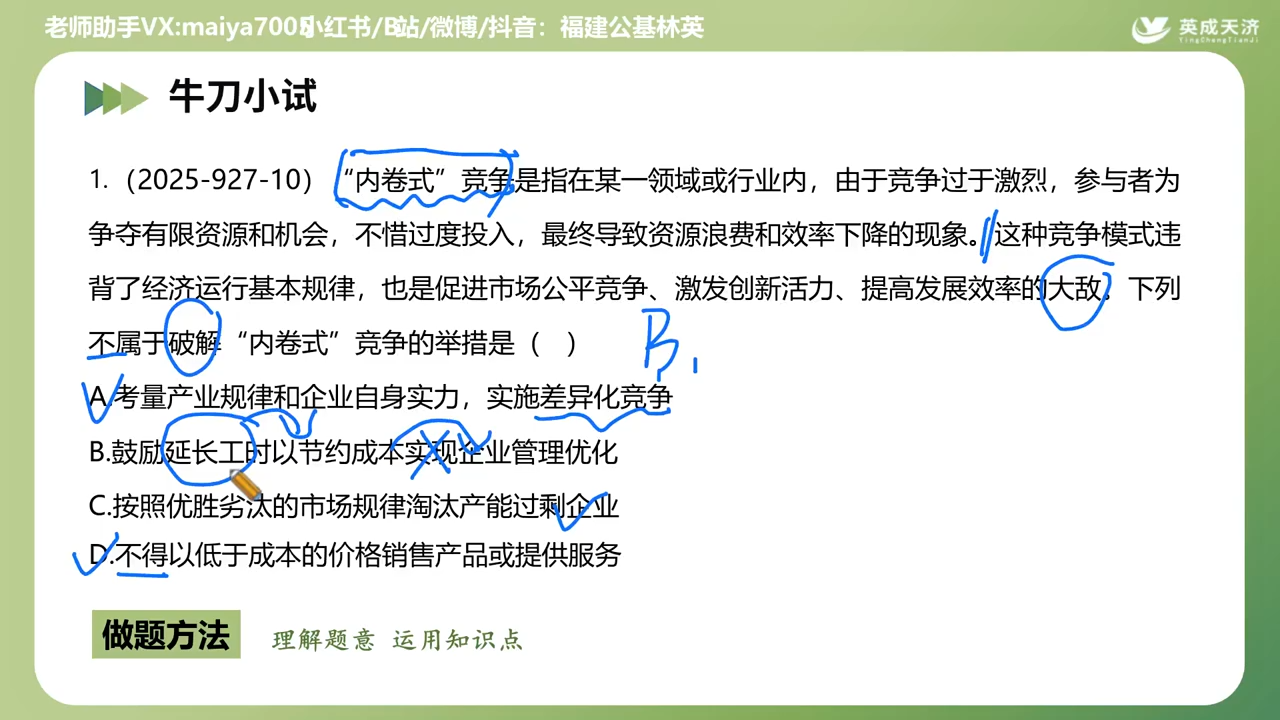 老师助手VX:maiya7005小红书/B站/微博/抖音：福建公基林英
英成天济
YingChengTianJi
牛刀小试
1.（2025-927-10）“内卷式”竞争是指在某一领域或行业内，由于竞争过于激烈，参与者为
争夺有限资源和机会，不惜过度投入，最终导致资源浪费和效率下降的现象。这种竞争模式违
背了经济运行基本规律，也是促进市场公平竞争、激发创新活力、提高发展效率的大敌。下列
不属于破解“内卷式”竞争的举措是（ ）
B
A.考量产业规律和企业自身实力，实施差异化竞争
B.鼓励延长工时以节约成本实现企业管理优化
C.按照优胜劣汰的市场规律淘汰产能过剩企业
D.不得以低于成本的价格销售产品或提供服务
做题方法 理解题意 运用知识点